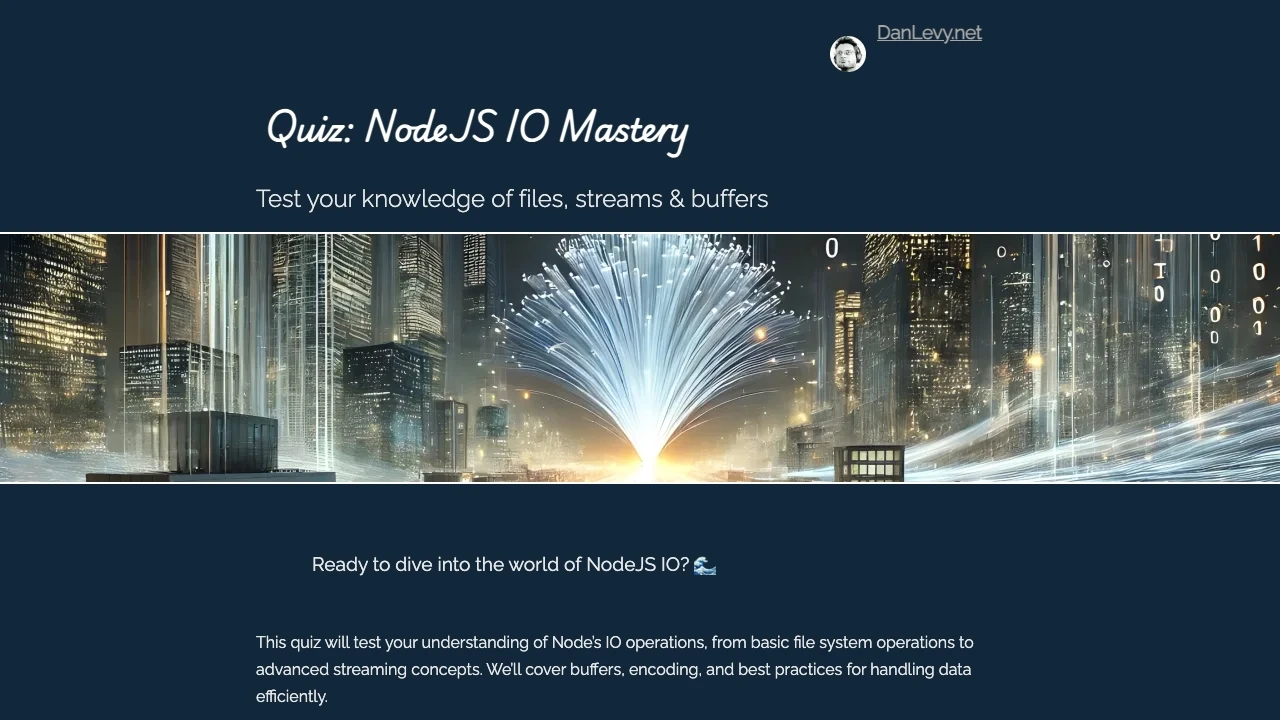 DanLevy.net
Quiz: NodeJS IO Mastery
Test your knowledge of files, streams & buffers
Ready to dive into the world of NodeJS IO? 🌊
This quiz will test your understanding of Node's IO operations, from basic file system operations to
advanced streaming concepts. We'll cover buffers, encoding, and best practices for handling data
efficiently.